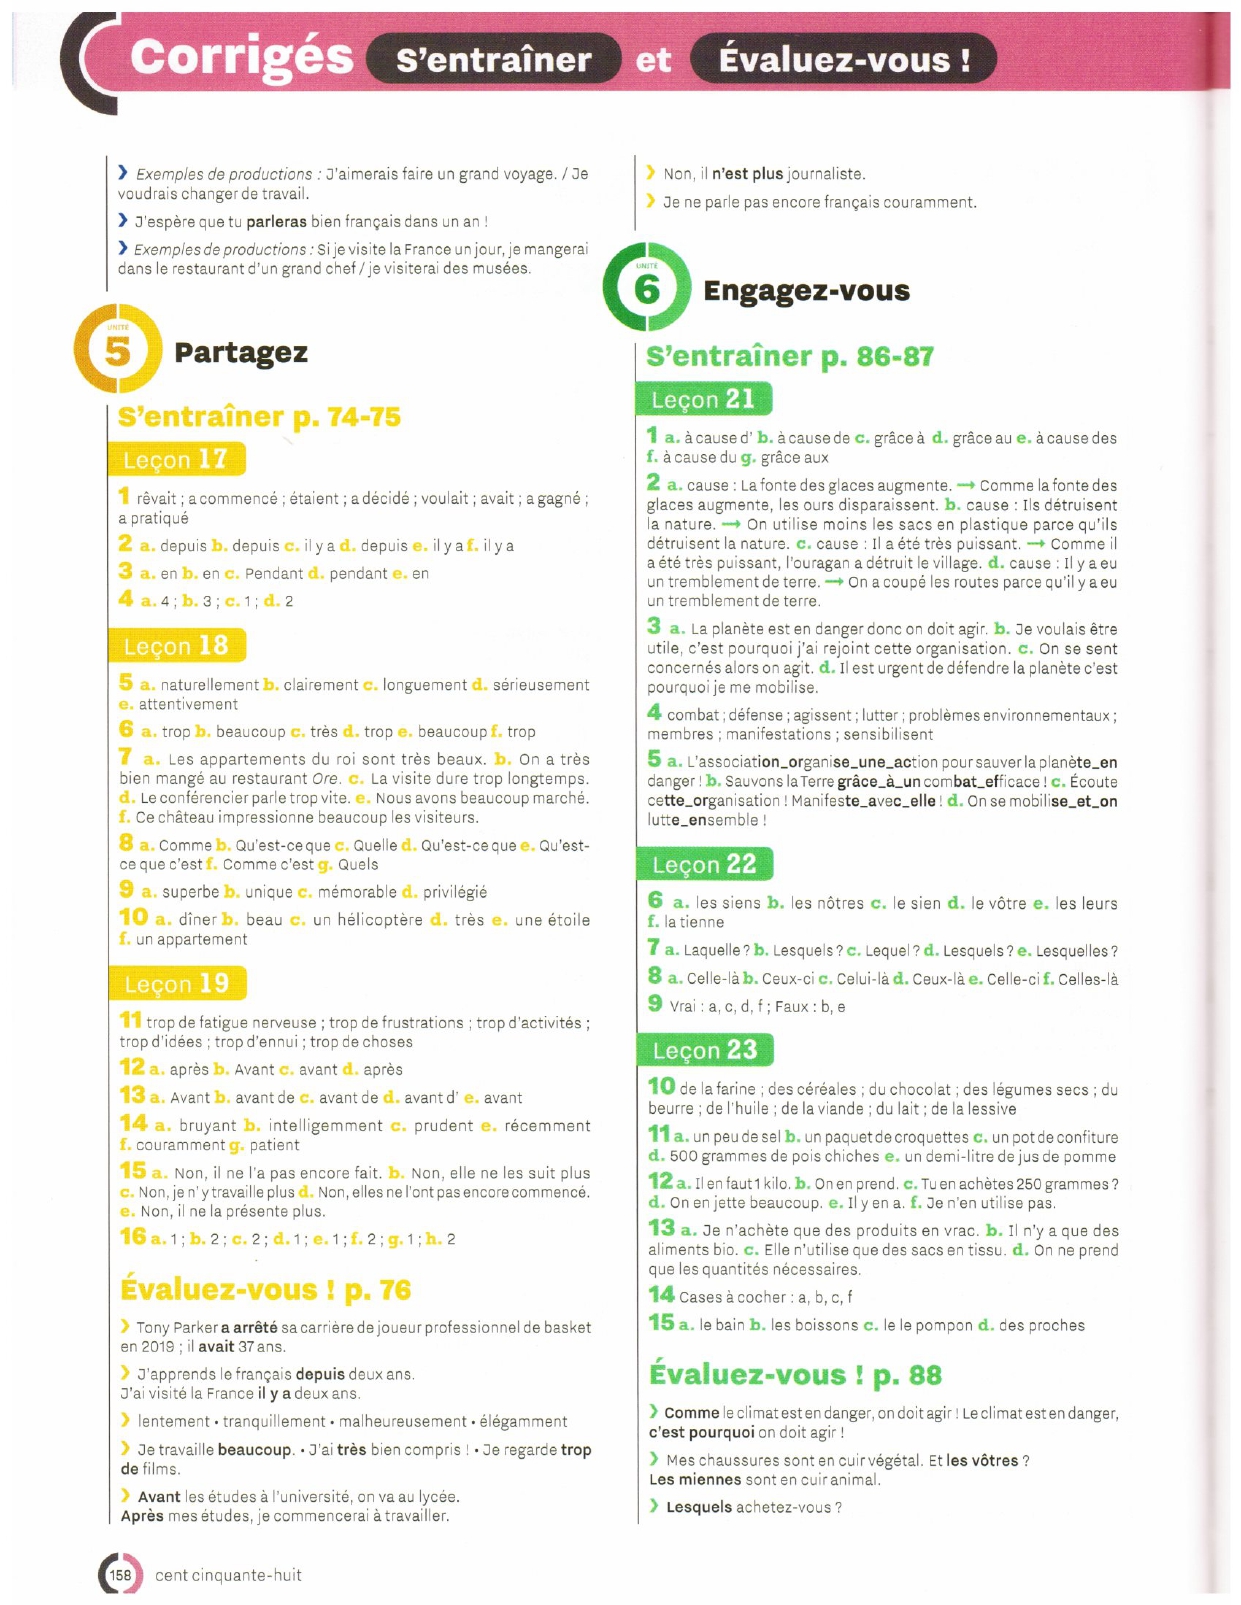 Corrigés S'entraîner et Évaluez-vous !
❯ Exemples de productions : J'aimerais faire un grand voyage. / Je
voudrais changer de travail.
❯ J'espère que tu parleras bien français dans un an !
❯ Exemples de productions : Si je visite la France un jour, je mangerai
dans le restaurant d'un grand chef / je visiterai des musées.
UNITÉ
5
Partagez
S'entraîner p. 74-75
Leçon 17
1 rêvait ; a commencé ; étaient ; a décidé ; voulait ; avait ; a gagné ;
a pratiqué
2 a. depuis b. depuis c. il y a d. depuis e. il y a f. il y a
3 a. en b. en c. Pendant d. pendant e. en
4 a. 4 ; b. 3 ; c. 1 ; d. 2
Leçon 18
5 a. naturellement b. clairement c. longuement d. sérieusement
e. attentivement
6 a. trop b. beaucoup c. très d. trop e. beaucoup f. trop
7 a. Les appartements du roi sont très beaux. b. On a très
bien mangé au restaurant Ore. c. La visite dure trop longtemps.
d. Le conférencier parle trop vite. e. Nous avons beaucoup marché.
f. Ce château impressionne beaucoup les visiteurs.
8 a. Comme b. Qu'est-ce que c. Quelle d. Qu'est-ce que e. Qu'est-
ce que c'est f. Comme c'est g. Quels
9 a. superbe b. unique c. mémorable d. privilégié
10 a. dîner b. beau c. un hélicoptère d. très e. une étoile
f. un appartement
Leçon 19
11 trop de fatigue nerveuse ; trop de frustrations ; trop d'activités ;
trop d'idées ; trop d'ennui ; trop de choses
12 a. après b. Avant c. avant d. après
13 a. Avant b. avant de c. avant de d. avant d' e. avant
14 a. bruyant b. intelligemment c. prudent e. récemment
f. couramment g. patient
15 a. Non, il ne l'a pas encore fait. b. Non, elle ne les suit plus
c. Non, je n'y travaille plus d. Non, elles ne l'ont pas encore commencé.
e. Non, il ne la présente plus.
16 a. 1 ; b. 2 ; c. 2 ; d. 1 ; e. 1 ; f. 2 ; g. 1 ; h. 2
Évaluez-vous ! p. 76
❯ Tony Parker a arrêté sa carrière de joueur professionnel de basket
en 2019 ; il avait 37 ans.
❯ J'apprends le français depuis deux ans.
J'ai visité la France il y a deux ans.
❯ lentement • tranquillement • malheureusement • élégamment
❯ Je travaille beaucoup. • J'ai très bien compris ! • Je regarde trop
de films.
❯ Avant les études à l'université, on va au lycée.
Après mes études, je commencerai à travailler.
❯ Non, il n'est plus journaliste.
❯ Je ne parle pas encore français couramment.
UNITÉ
6
Engagez-vous
S'entraîner p. 86-87
Leçon 21
1 a. à cause d' b. à cause de c. grâce à d. grâce au e. à cause des
f. à cause du g. grâce aux
2 a. cause : La fonte des glaces augmente. → Comme la fonte des
glaces augmente, les ours disparaissent. b. cause : Ils détruisent
la nature. → On utilise moins les sacs en plastique parce qu'ils
détruisent la nature. c. cause : Il a été très puissant. → Comme il
a été très puissant, l'ouragan a détruit le village. d. cause : Il y a eu
un tremblement de terre. → On a coupé les routes parce qu'il y a eu
un tremblement de terre.
3 a. La planète est en danger donc on doit agir. b. Je voulais être
utile, c'est pourquoi j'ai rejoint cette organisation. c. On se sent
concernés alors on agit. d. Il est urgent de défendre la planète c'est
pourquoi je me mobilise.
4 combat ; défense ; agissent ; lutter ; problèmes environnementaux ;
membres ; manifestations ; sensibilisent
5 a. L'association_organise_une_action pour sauver la planète_en
danger ! b. Sauvons la Terre grâce_à_un combat_efficace ! c. Écoute
cette_organisation ! Manifeste_avec_elle ! d. On se mobilise_et_on
lutte_ensemble !
Leçon 22
6 a. les siens b. les nôtres c. le sien d. le vôtre e. les leurs
f. la tienne
7 a. Laquelle ? b. Lesquels ? c. Lequel ? d. Lesquels ? e. Lesquelles ?
8 a. Celle-là b. Ceux-ci c. Celui-là d. Ceux-là e. Celle-ci f. Celles-là
9 Vrai : a, c, d, f ; Faux : b, e
Leçon 23
10 de la farine ; des céréales ; du chocolat ; des légumes secs ; du
beurre ; de l'huile ; de la viande ; du lait ; de la lessive
11 a. un peu de sel b. un paquet de croquettes c. un pot de confiture
d. 500 grammes de pois chiches e. un demi-litre de jus de pomme
12 a. Il en faut 1 kilo. b. On en prend. c. Tu en achètes 250 grammes ?
d. On en jette beaucoup. e. Il y en a. f. Je n'en utilise pas.
13 a. Je n'achète que des produits en vrac. b. Il n'y a que des
aliments bio. c. Elle n'utilise que des sacs en tissu. d. On ne prend
que les quantités nécessaires.
14 Cases à cocher : a, b, c, f
15 a. le bain b. les boissons c. le le pompon d. des proches
Évaluez-vous ! p. 88
❯ Comme le climat est en danger, on doit agir ! Le climat est en danger,
c'est pourquoi on doit agir !
❯ Mes chaussures sont en cuir végétal. Et les vôtres ?
Les miennes sont en cuir animal.
❯ Lesquels achetez-vous ?
158 cent cinquante-huit